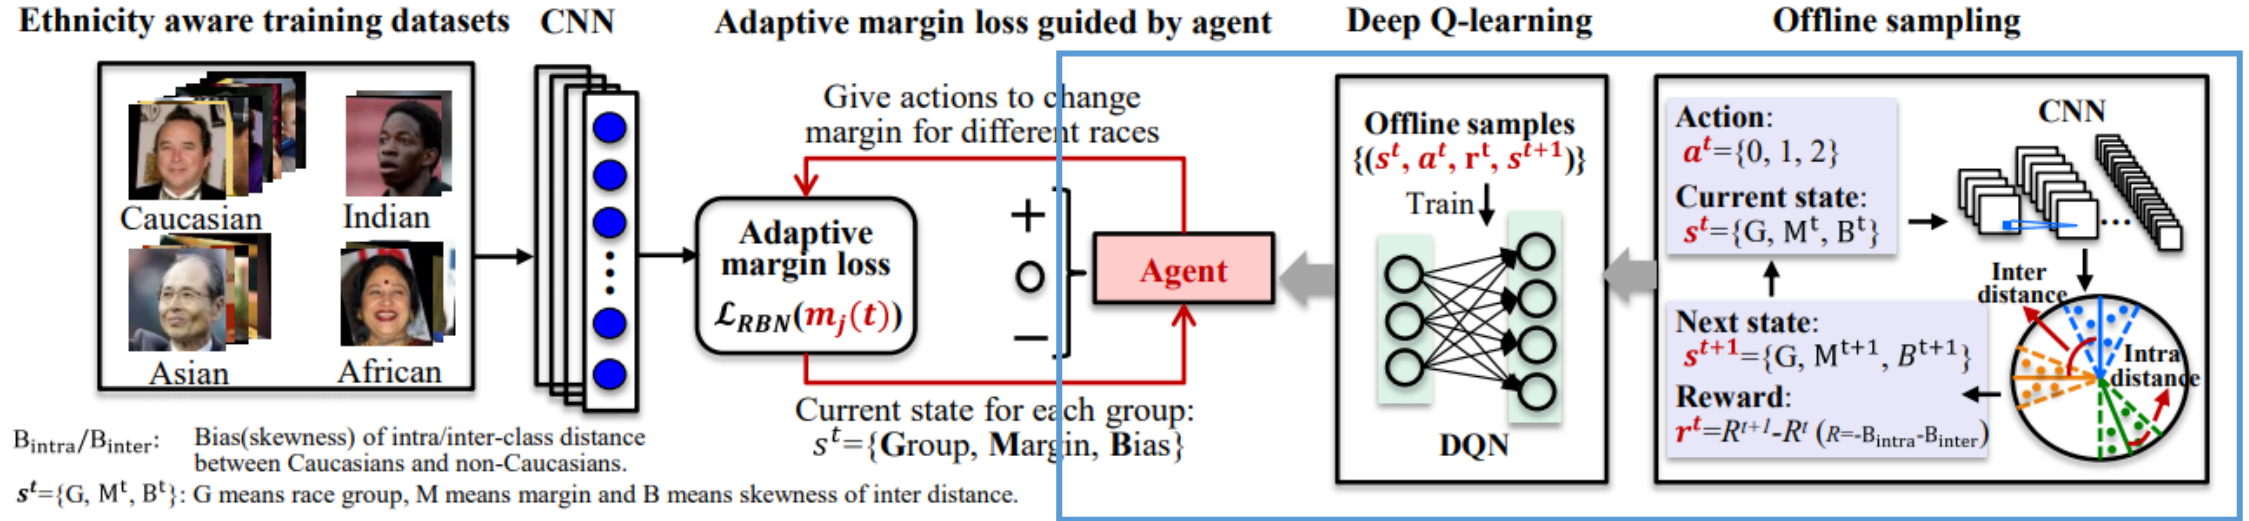 Ethnicity aware training datasets
CNN
Adaptive margin loss guided by agent
Deep Q-learning
Offline sampling
Caucasian
Indian
Asian
African
Give actions to change
margin for different races
Adaptive
margin loss
ℒ_RBN(m_j(t))
+
O
−
Agent
Current state for each group:
s^t={Group, Margin, Bias}
Offline samples
{(s^t, a^t, r^t, s^{t+1})}
Train
DQN
Action:
a^t={0, 1, 2}
Current state:
s^t={G, M^t, B^t}
Next state:
s^{t+1}={G, M^{t+1}, B^{t+1}}
Reward:
r^t=R^{t+1}-R^t (R=-B_intra-B_inter)
CNN
...
Inter
distance
Intra
distance
B_intra/B_inter: Bias(skewness) of intra/inter-class distance
between Caucasians and non-Caucasians.
s^t={G, M^t, B^t}: G means race group, M means margin and B means skewness of inter distance.